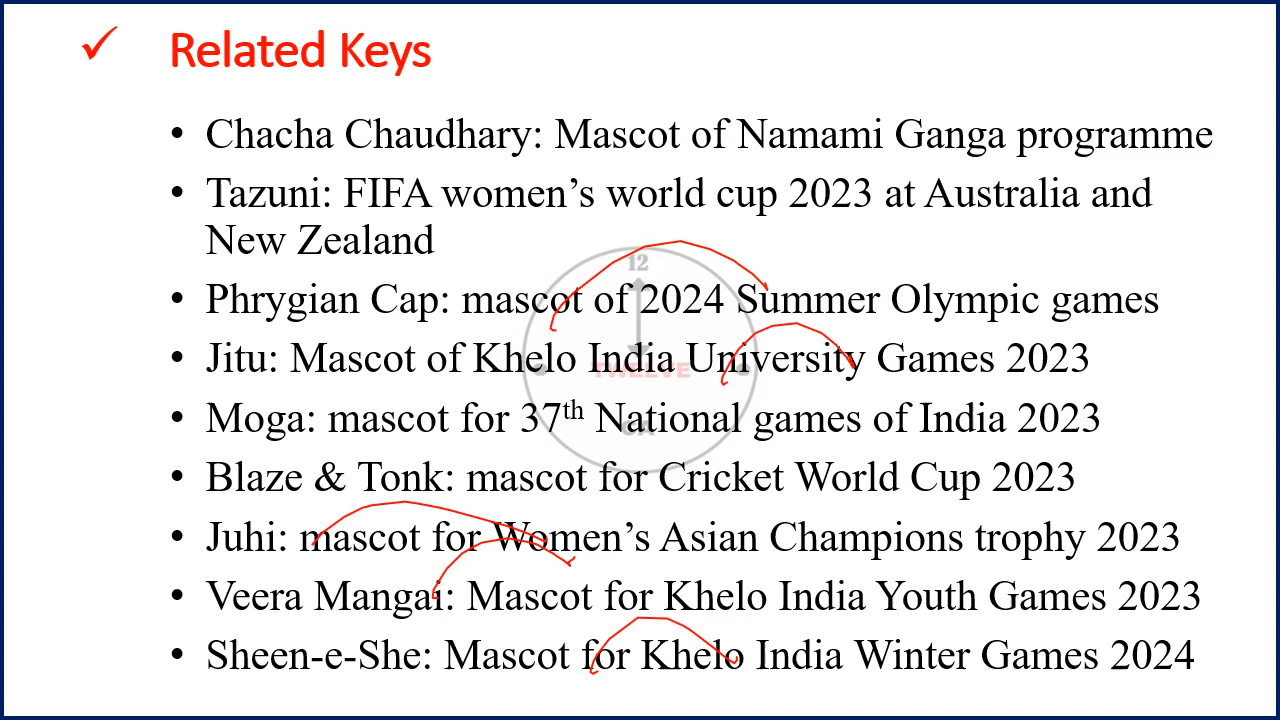 ✓ Related Keys
• Chacha Chaudhary: Mascot of Namami Ganga programme
• Tazuni: FIFA women's world cup 2023 at Australia and
New Zealand
12
• Phrygian Cap: mascot of 2024 Summer Olympic games
• Jitu: Mascot of Khelo India University Games 2023
TWELVE
• Moga: mascot for 37th National games of India 2023
• Blaze & Tonk: mascot for Cricket World Cup 2023
• Juhi: mascot for Women's Asian Champions trophy 2023
• Veera Mangai: Mascot for Khelo India Youth Games 2023
• Sheen-e-She: Mascot for Khelo India Winter Games 2024